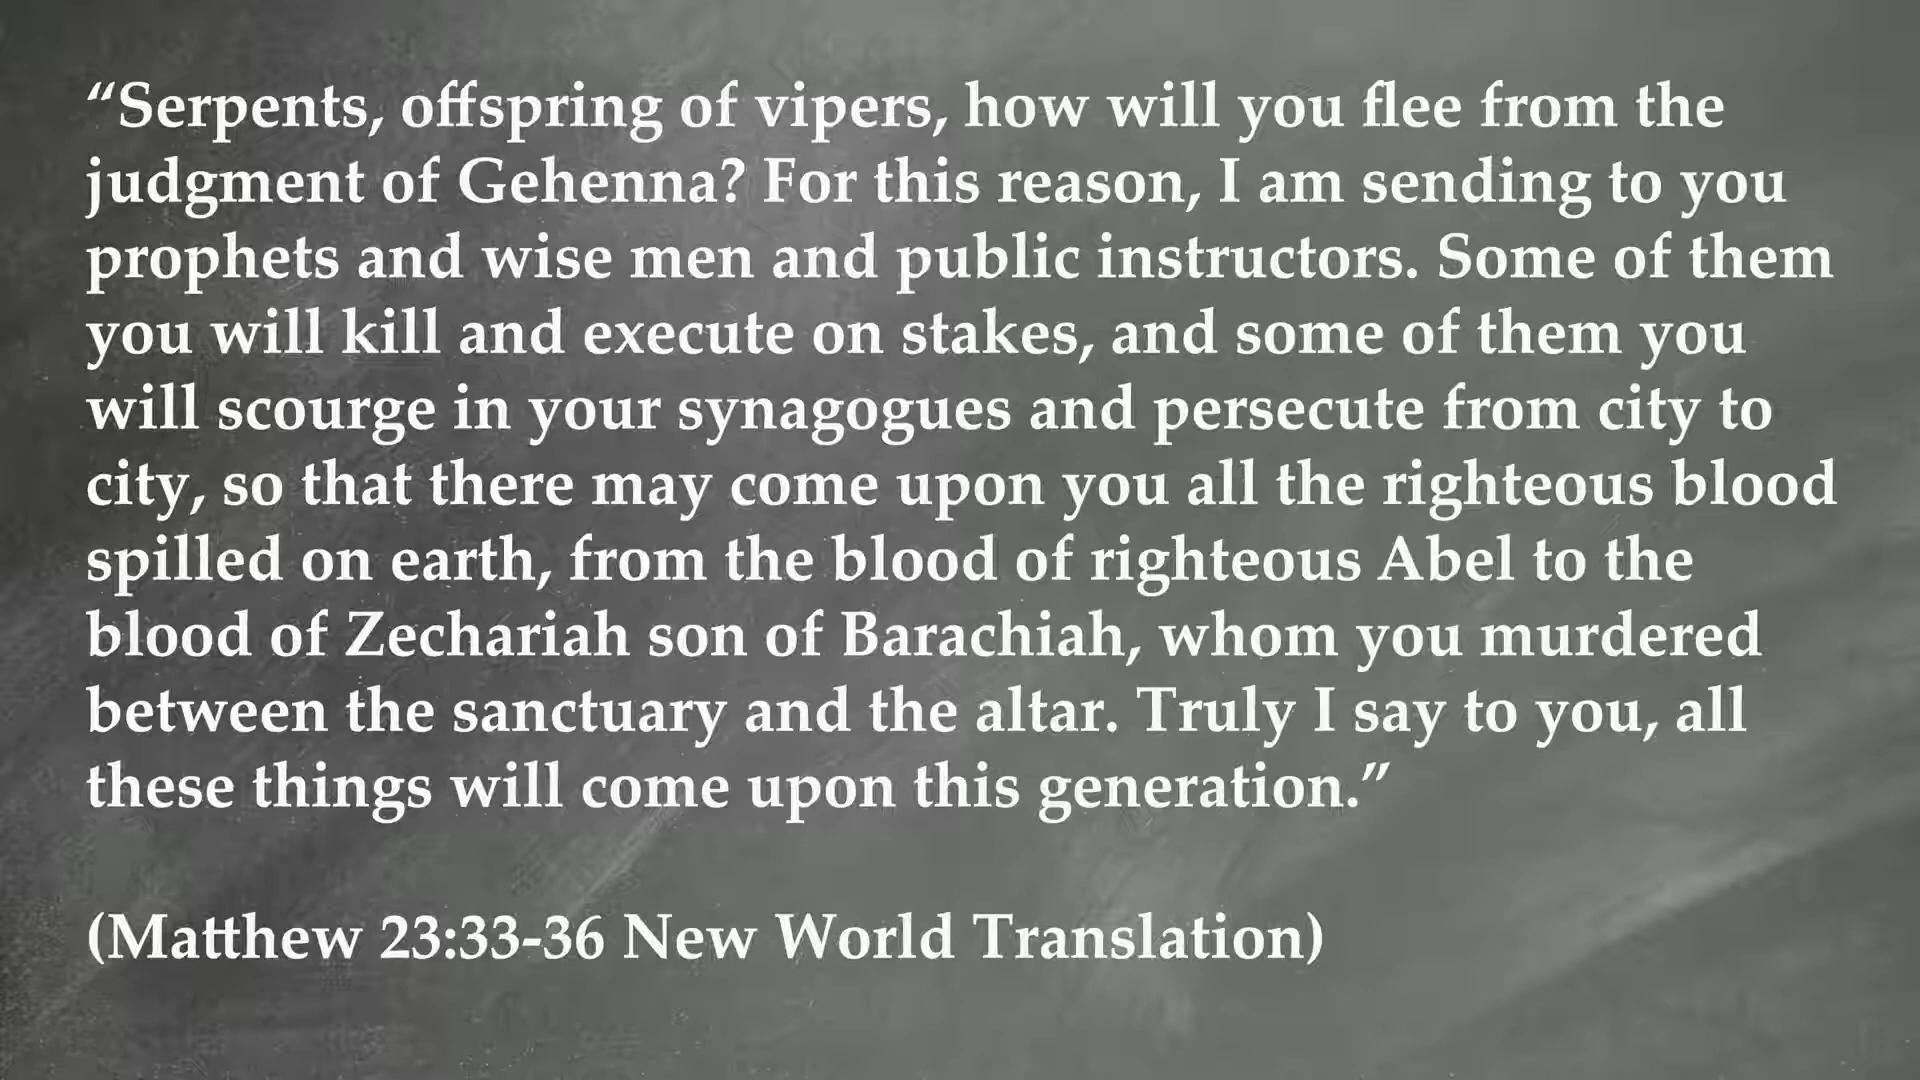 “Serpents, offspring of vipers, how will you flee from the
judgment of Gehenna? For this reason, I am sending to you
prophets and wise men and public instructors. Some of them
you will kill and execute on stakes, and some of them you
will scourge in your synagogues and persecute from city to
city, so that there may come upon you all the righteous blood
spilled on earth, from the blood of righteous Abel to the
blood of Zechariah son of Barachiah, whom you murdered
between the sanctuary and the altar. Truly I say to you, all
these things will come upon this generation.”
(Matthew 23:33-36 New World Translation)